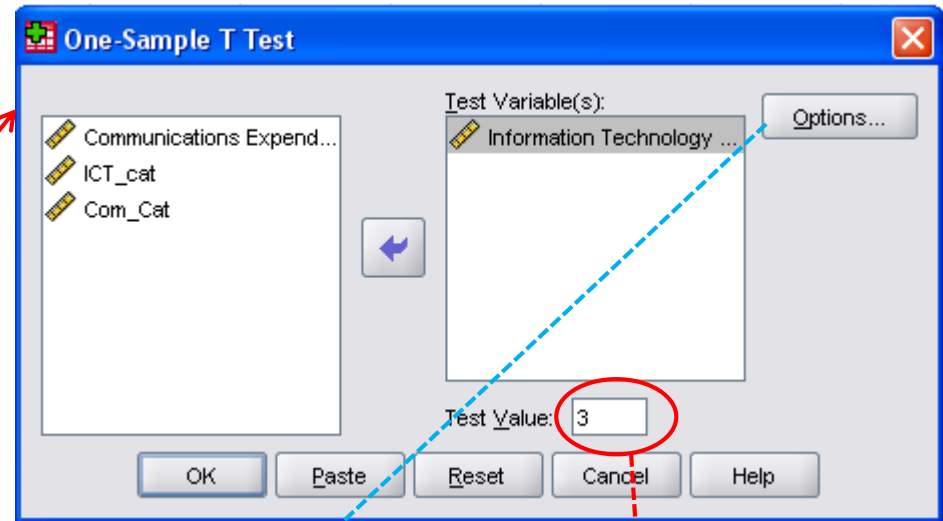 One-Sample T Test
Test Variable(s):
Communications Expend...
ICT_cat
Com_Cat
Information Technology ...
Options...
Test Value: 3
OK Paste Reset Cancel Help